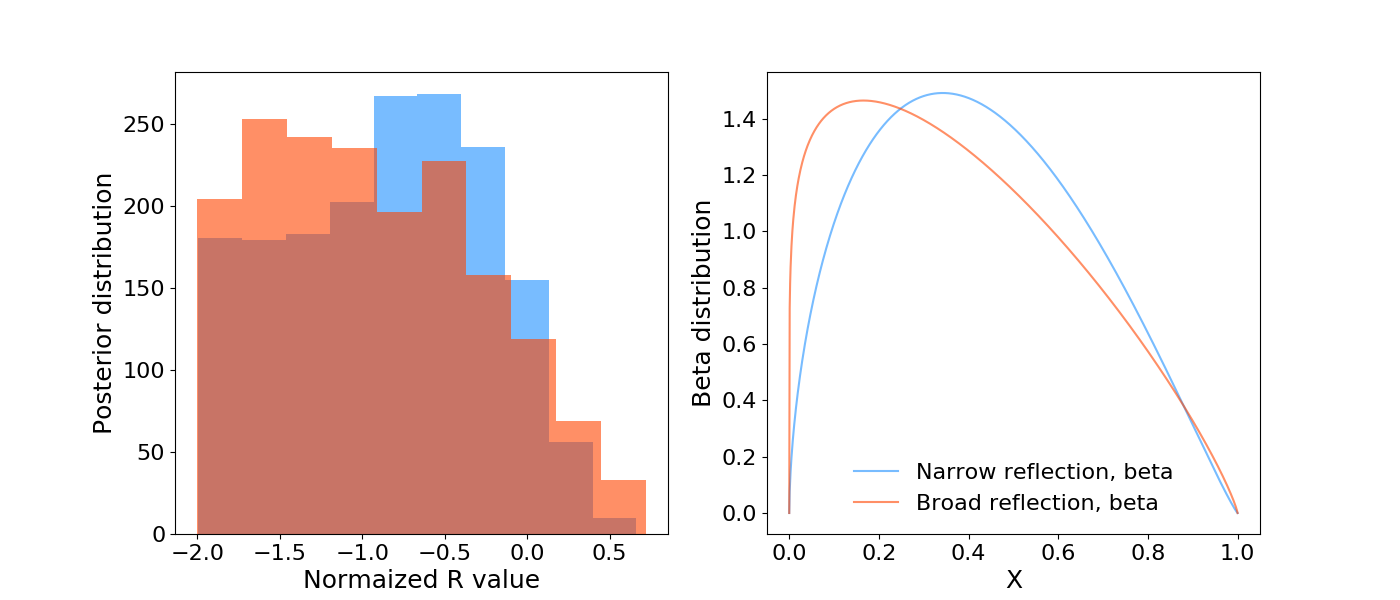 Posterior distribution
250
200
150
100
50
0
−2.0 −1.5 −1.0 −0.5 0.0 0.5
Normaized R value
Beta distribution
1.4
1.2
1.0
0.8
0.6
0.4
0.2
0.0
Narrow reflection, beta
Broad reflection, beta
0.0 0.2 0.4 0.6 0.8 1.0
X